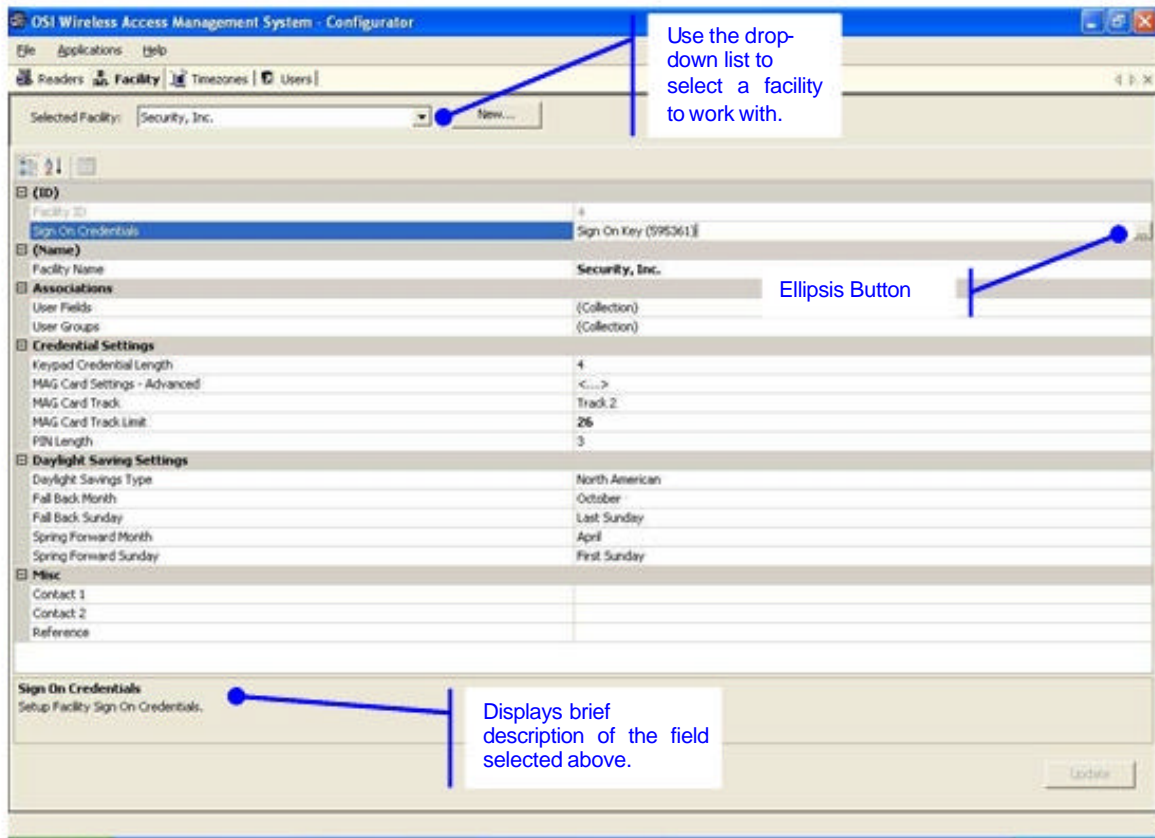 OSI Wireless Access Management System - Configurator
File Applications Help
Readers Facility Timezones Users
Use the drop-
down list to
select a facility
to work with.
Selected Facility: Security, Inc. New...
(ID)
Facility ID 4
Sign On Credentials Sign On Key (595361) ...
(Name)
Facility Name Security, Inc.
Ellipsis Button
Associations
User Fields (Collection)
User Groups (Collection)
Credential Settings
Keypad Credential Length 4
MAG Card Settings - Advanced <...>
MAG Card Track Track 2
MAG Card Track Limit 26
PIN Length 3
Daylight Saving Settings
Daylight Savings Type North American
Fall Back Month October
Fall Back Sunday Last Sunday
Spring Forward Month April
Spring Forward Sunday First Sunday
Misc
Contact 1
Contact 2
Reference
Sign On Credentials
Setup Facility Sign On Credentials.
Displays brief
description of the field
selected above.
Update